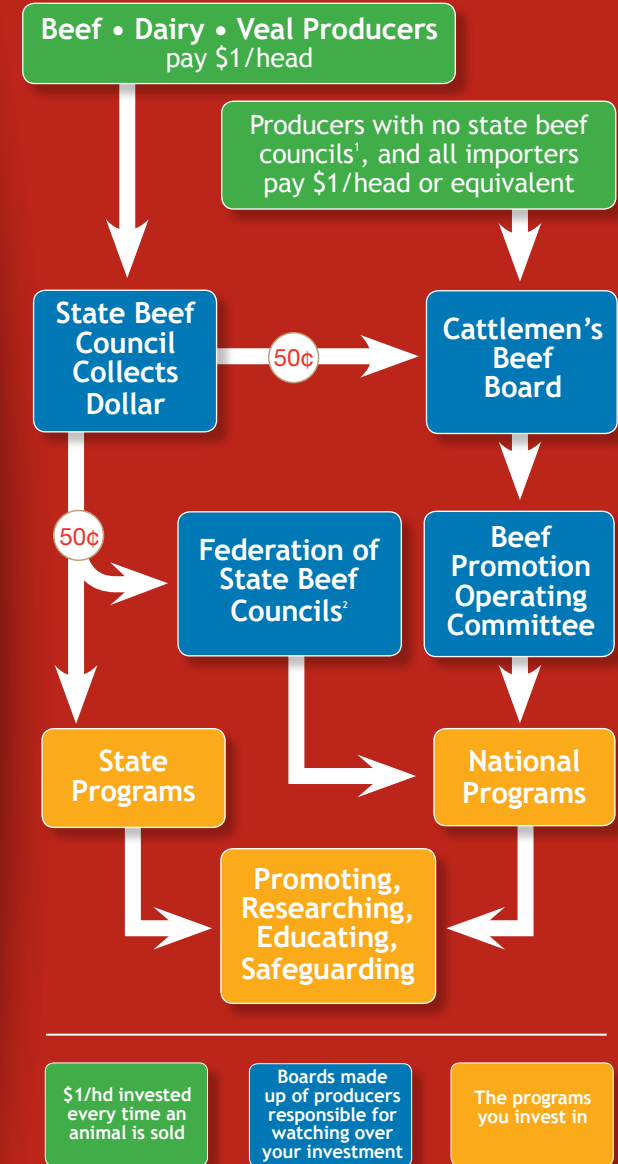 Beef • Dairy • Veal Producers
pay $1/head
Producers with no state beef
councils¹, and all importers
pay $1/head or equivalent
State Beef
Council
Collects
Dollar
50¢
Cattlemen's
Beef
Board
50¢
Federation of
State Beef
Councils²
Beef
Promotion
Operating
Committee
State
Programs
National
Programs
Promoting,
Researching,
Educating,
Safeguarding
$1/hd invested
every time an
animal is sold
Boards made
up of producers
responsible for
watching over
your investment
The programs
you invest in